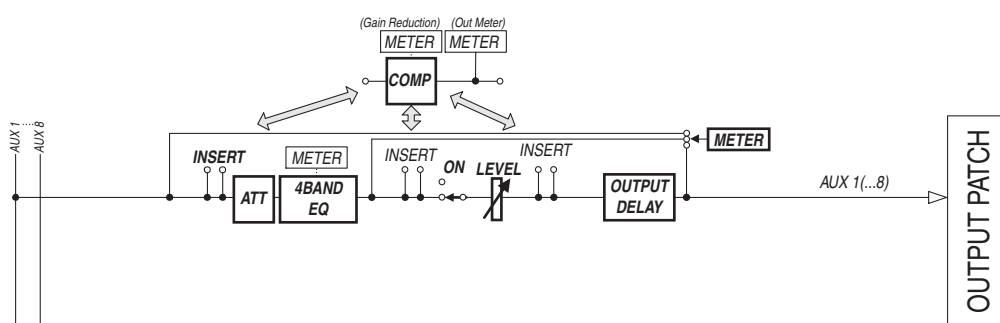 (Gain Reduction) (Out Meter)
METER METER
COMP
AUX 1
AUX 8
METER
INSERT
METER
INSERT
ON
LEVEL
INSERT
ATT
4BAND
EQ
OUTPUT
DELAY
AUX 1(...8)
OUTPUT PATCH